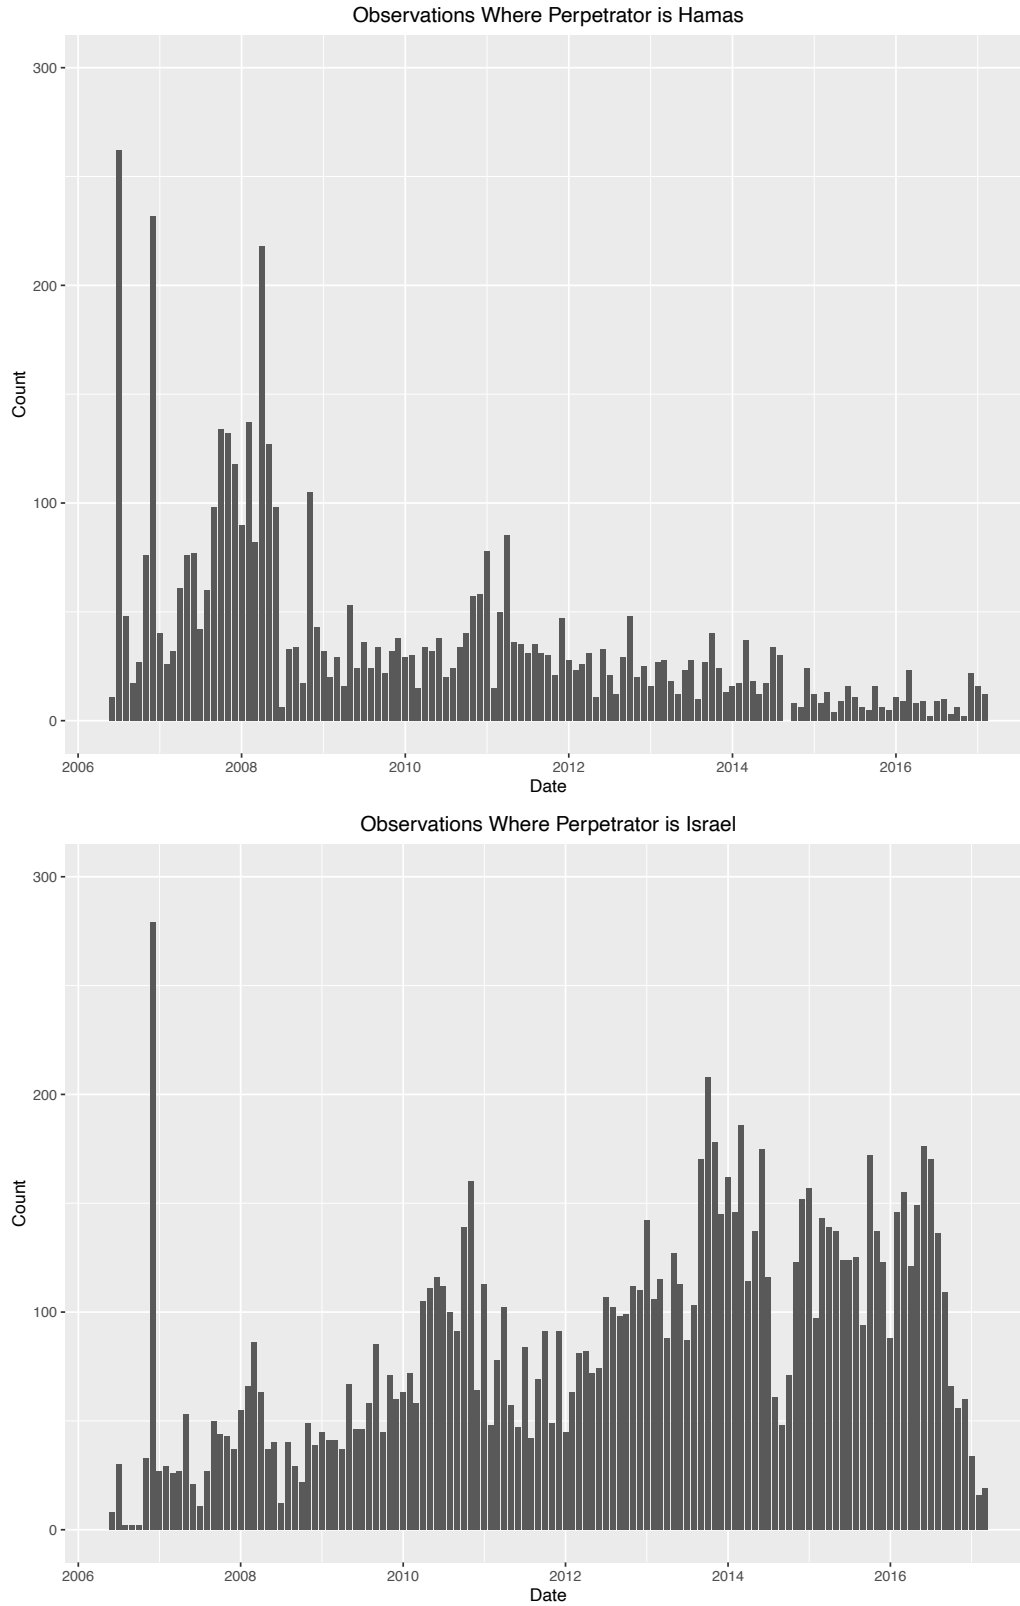 Observations Where Perpetrator is Hamas
300
200
100
0
Count
2006 2008 2010 2012 2014 2016
Date
Observations Where Perpetrator is Israel
300
200
100
0
Count
2006 2008 2010 2012 2014 2016
Date